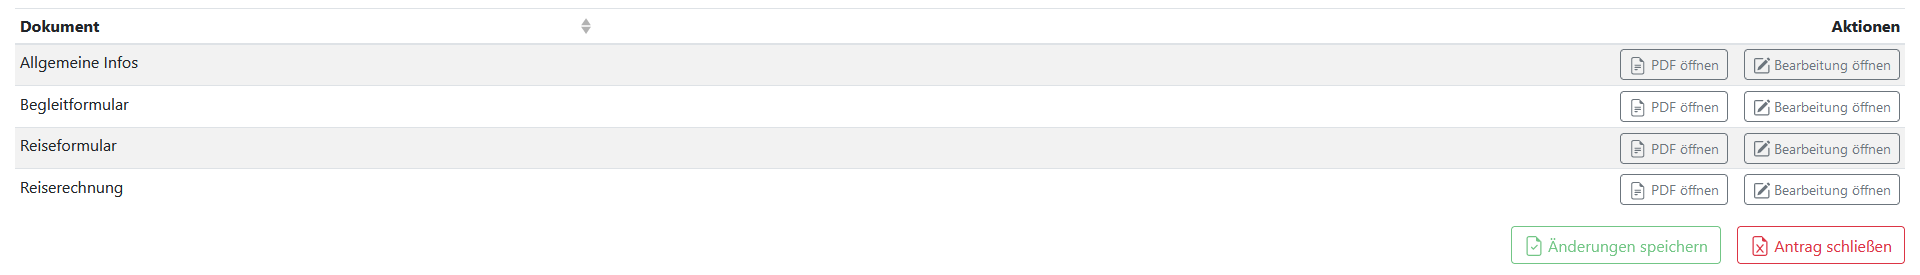 Dokument Aktionen
Allgemeine Infos PDF öffnen Bearbeitung öffnen
Begleitformular PDF öffnen Bearbeitung öffnen
Reiseformular PDF öffnen Bearbeitung öffnen
Reiserechnung PDF öffnen Bearbeitung öffnen
Änderungen speichern Antrag schließen